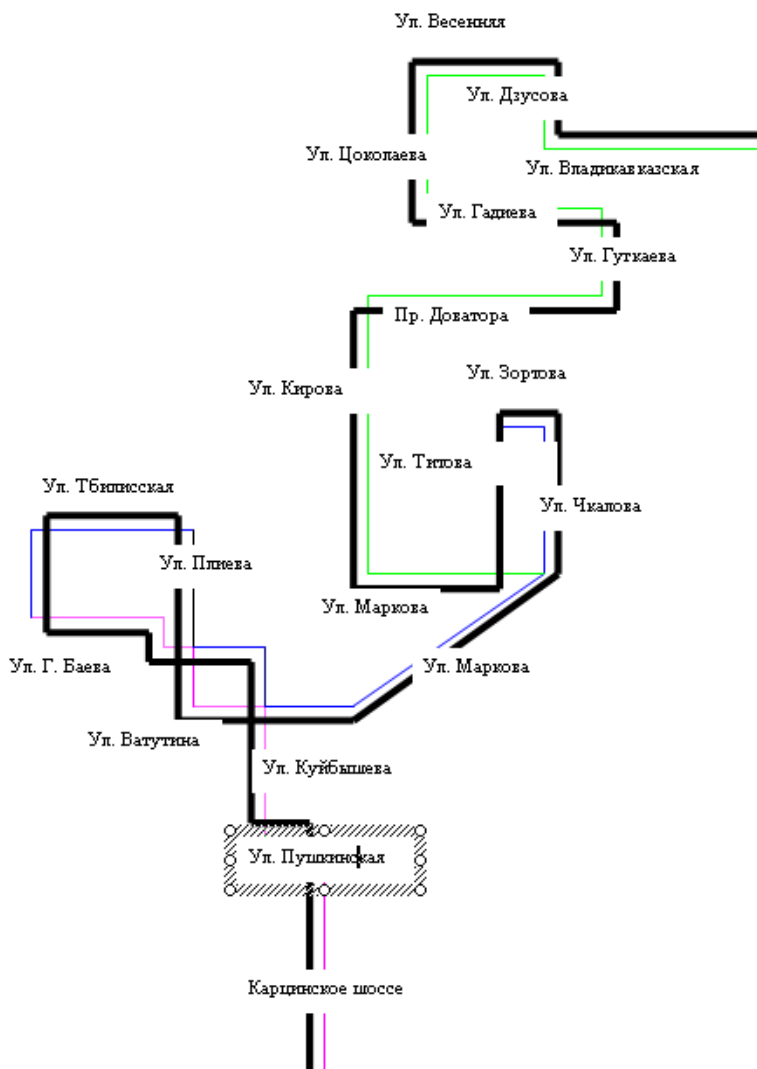 Ул. Весенняя
Ул. Дзусова
Ул. Цоколаева
Ул. Владикавказская
Ул. Гадиева
Ул. Гуткаева
Пр. Доватора
Ул. Зортова
Ул. Кирова
Ул. Титова
Ул. Тбилисская
Ул. Чкалова
Ул. Плиева
Ул. Маркова
Ул. Г. Баева
Ул. Маркова
Ул. Ватутина
Ул. Куйбышева
Ул. Пушкинская
Карцинское шоссе